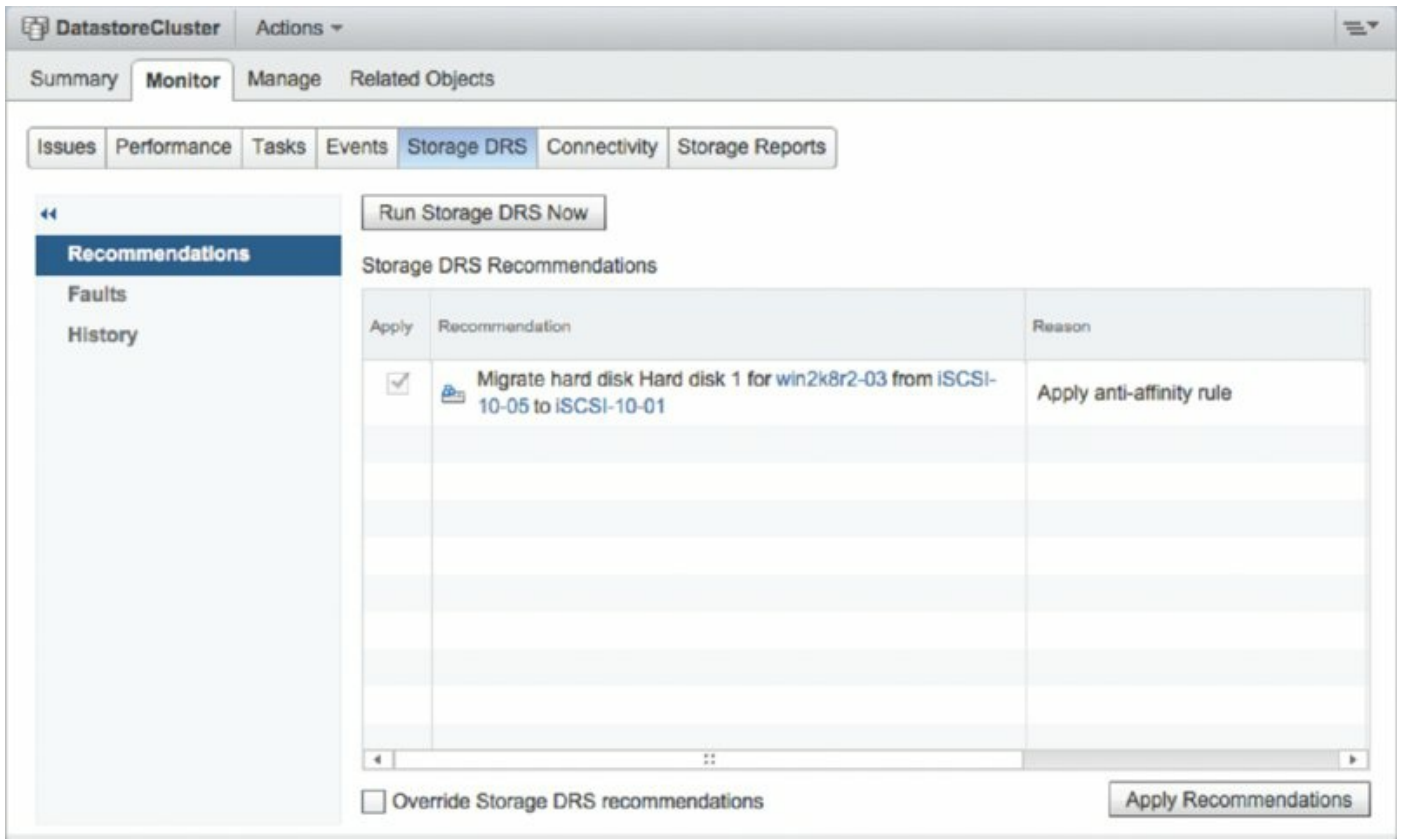 DatastoreCluster Actions
Summary Monitor Manage Related Objects
Issues Performance Tasks Events Storage DRS Connectivity Storage Reports
Run Storage DRS Now
Recommendations
Faults
History
Storage DRS Recommendations
Apply Recommendation Reason
Migrate hard disk Hard disk 1 for win2k8r2-03 from iSCSI-
10-05 to iSCSI-10-01
Apply anti-affinity rule
Override Storage DRS recommendations
Apply Recommendations